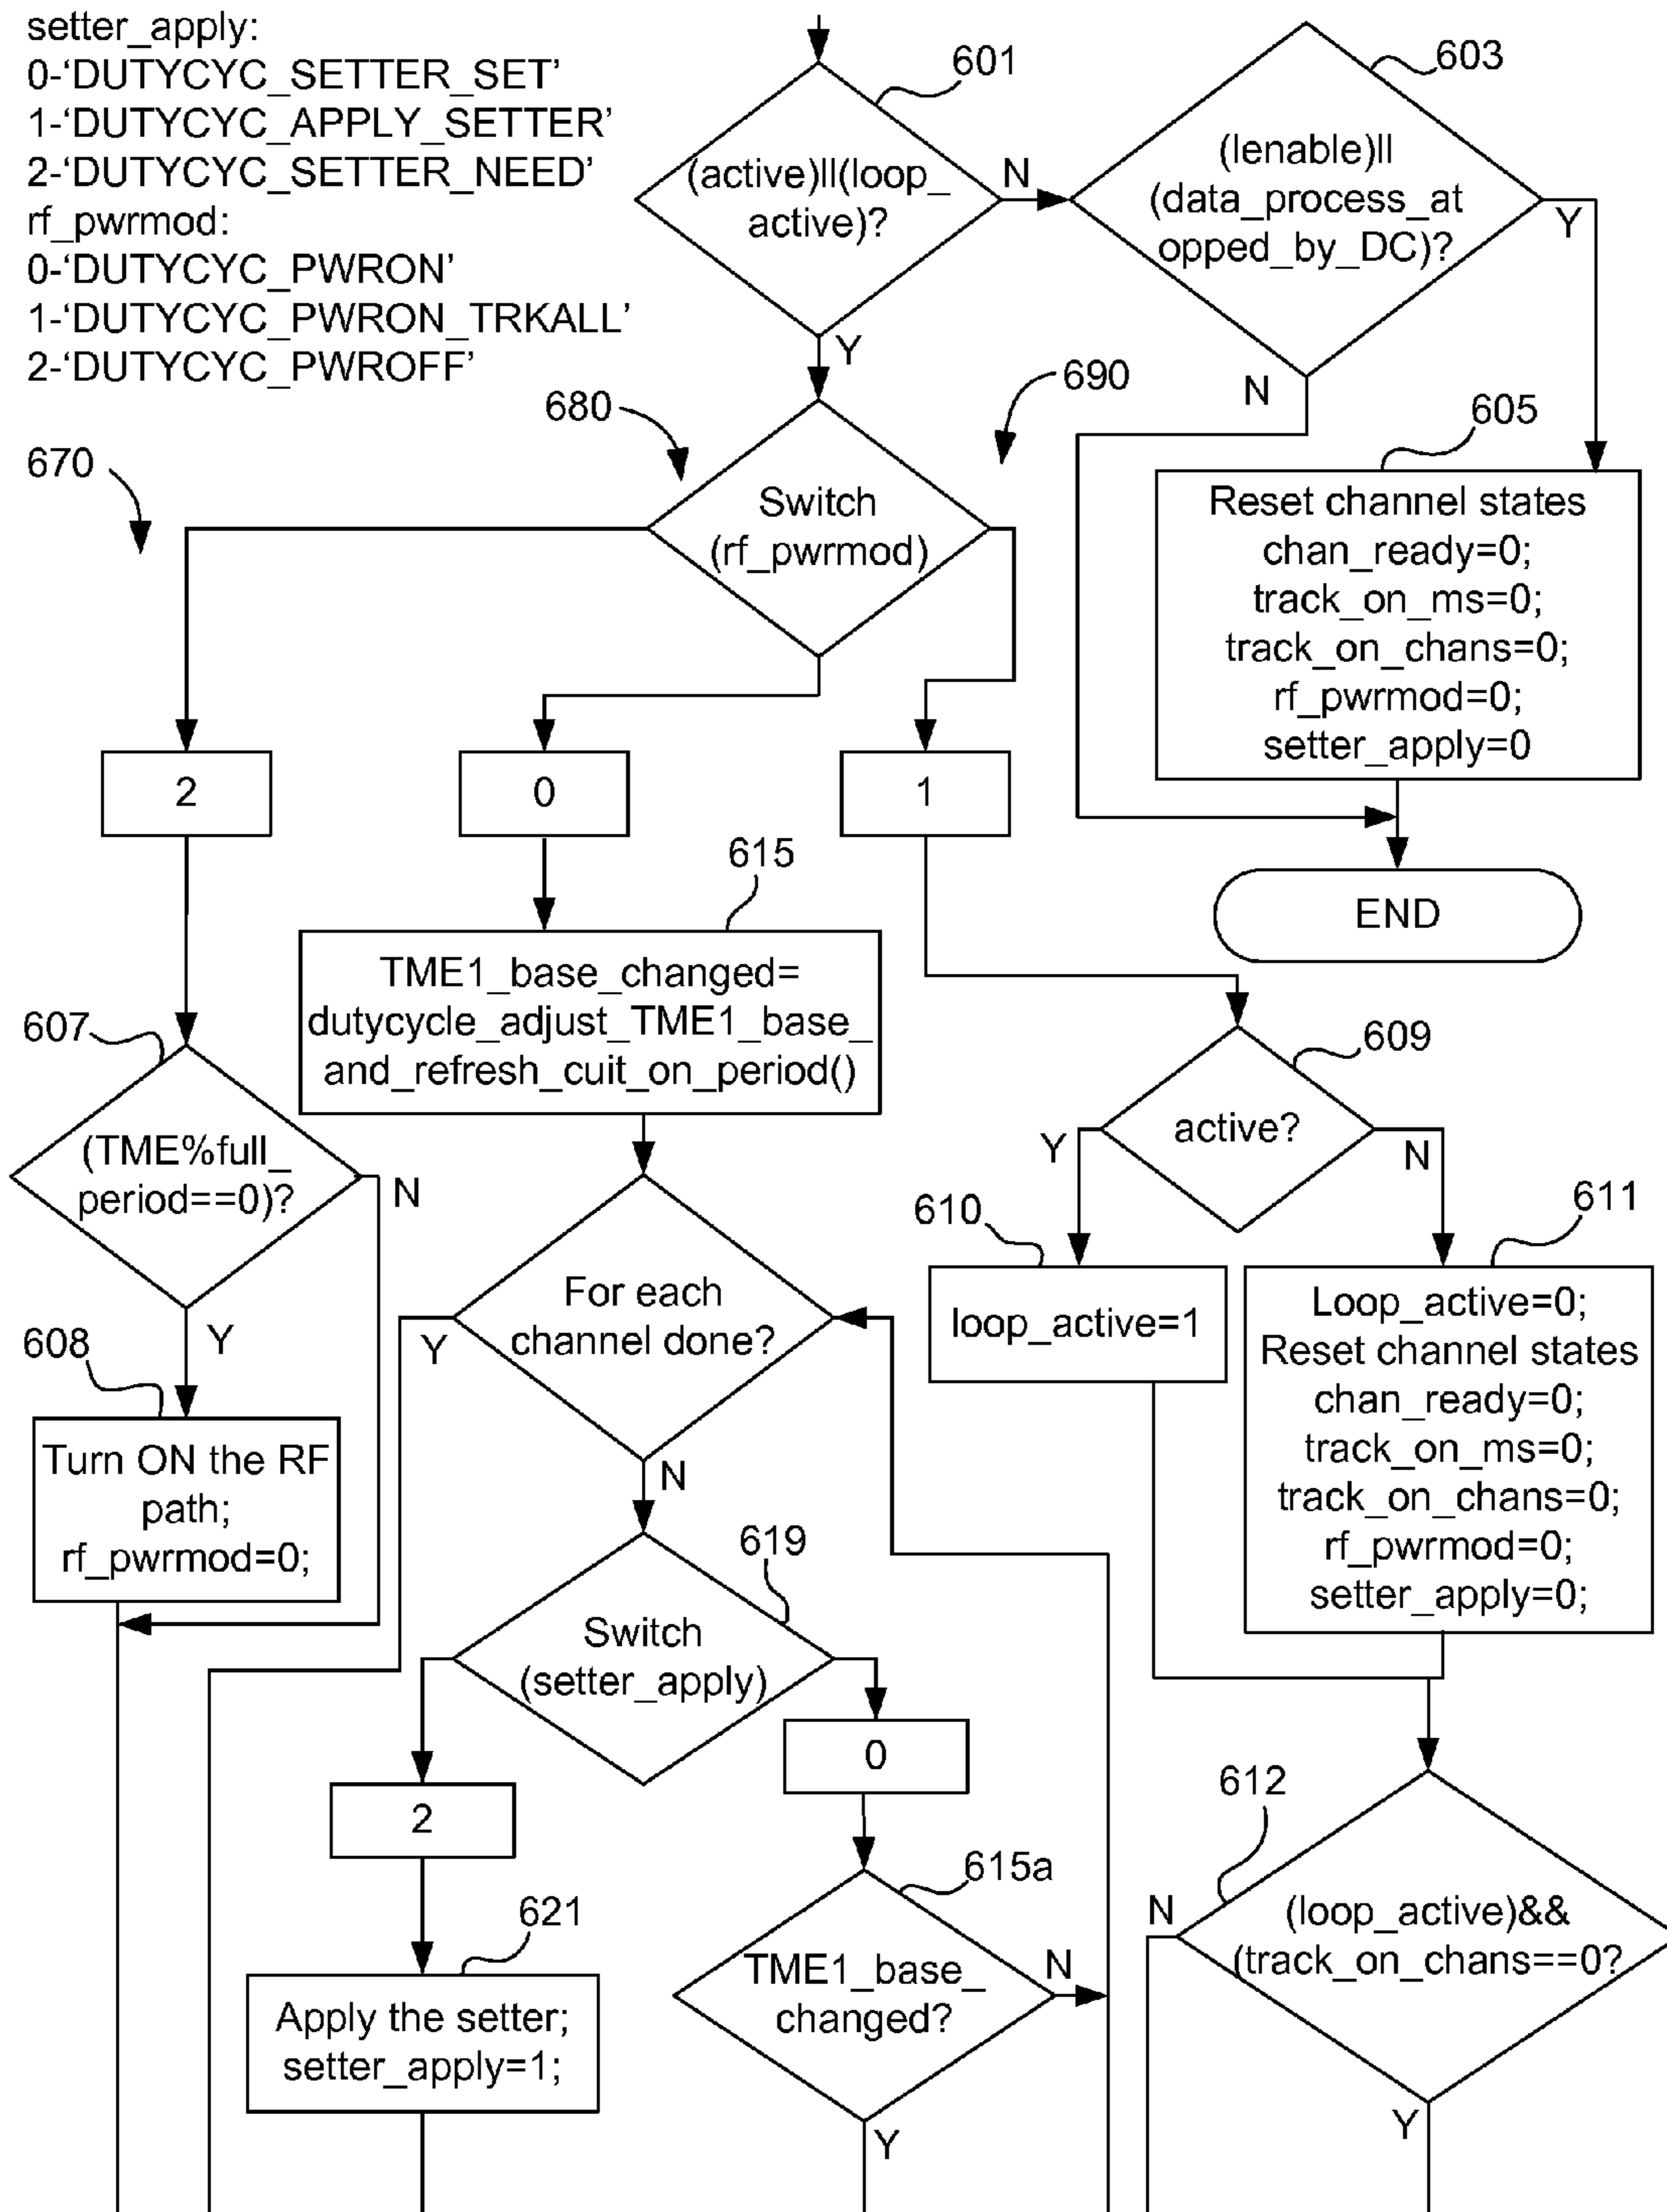 setter_apply:
0-‘DUTYCYC_SETTER_SET’
1-‘DUTYCYC_APPLY_SETTER’
2-‘DUTYCYC_SETTER_NEED’
rf_pwrmod:
0-‘DUTYCYC_PWRON’
1-‘DUTYCYC_PWRON_TRKALL’
2-‘DUTYCYC_PWROFF’
601
(active)||(loop_
active)?
N
Y
603
(lenable)||
(data_process_at
opped_by_DC)?
Y
N
605
Reset channel states
chan_ready=0;
track_on_ms=0;
track_on_chans=0;
rf_pwrmod=0;
setter_apply=0
END
670
680
690
Switch
(rf_pwrmod)
2
0
1
607
(TME%full_
period==0)?
N
Y
608
Turn ON the RF
path;
rf_pwrmod=0;
615
TME1_base_changed=
dutycycle_adjust_TME1_base_
and_refresh_cuit_on_period()
For each
channel done?
Y
N
619
Switch
(setter_apply)
2
0
621
Apply the setter;
setter_apply=1;
615a
TME1_base_
changed?
N
Y
609
active?
Y
N
610
loop_active=1
611
Loop_active=0;
Reset channel states
chan_ready=0;
track_on_ms=0;
track_on_chans=0;
rf_pwrmod=0;
setter_apply=0;
612
(loop_active)&&
(track_on_chans==0?
N
Y